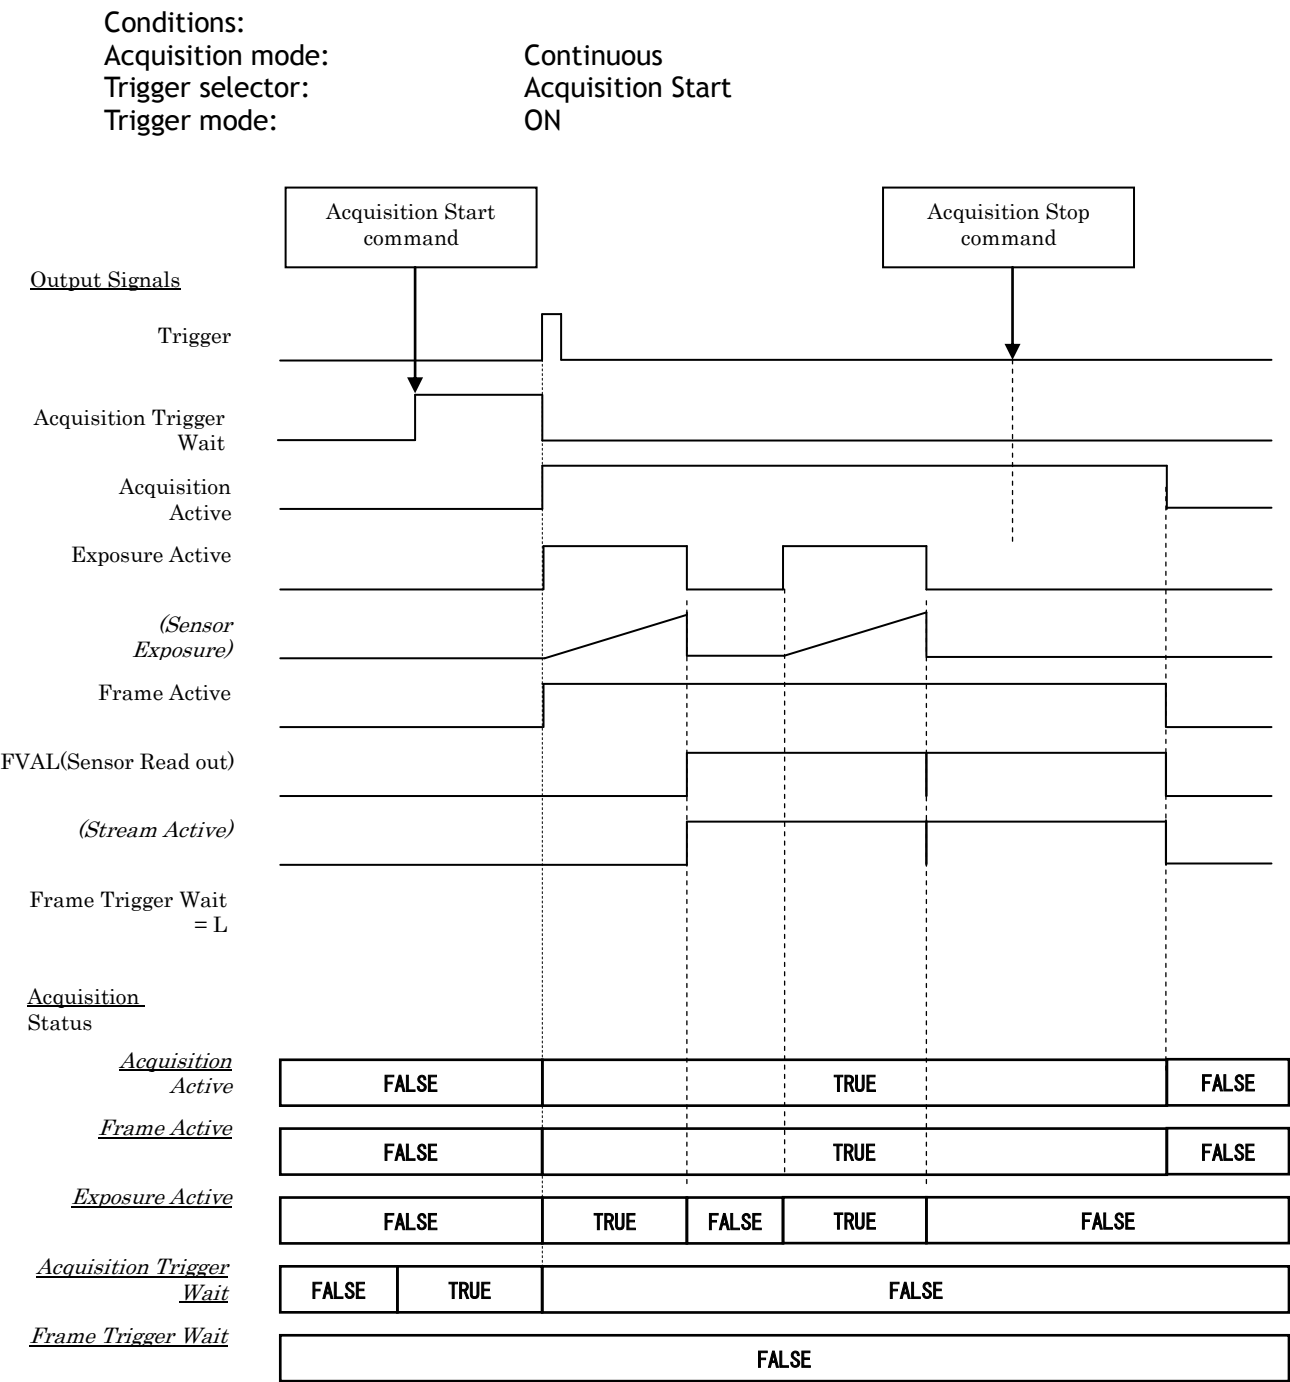 Conditions:
Acquisition mode: Continuous
Trigger selector: Acquisition Start
Trigger mode: ON
Acquisition Start
command
Acquisition Stop
command
Output Signals
Trigger
Acquisition Trigger
Wait
Acquisition
Active
Exposure Active
(Sensor
Exposure)
Frame Active
FVAL(Sensor Read out)
(Stream Active)
Frame Trigger Wait
= L
Acquisition
Status
Acquisition
Active
FALSE TRUE FALSE
Frame Active
FALSE TRUE FALSE
Exposure Active
FALSE TRUE FALSE TRUE FALSE
Acquisition Trigger
Wait
FALSE TRUE FALSE
Frame Trigger Wait
FALSE